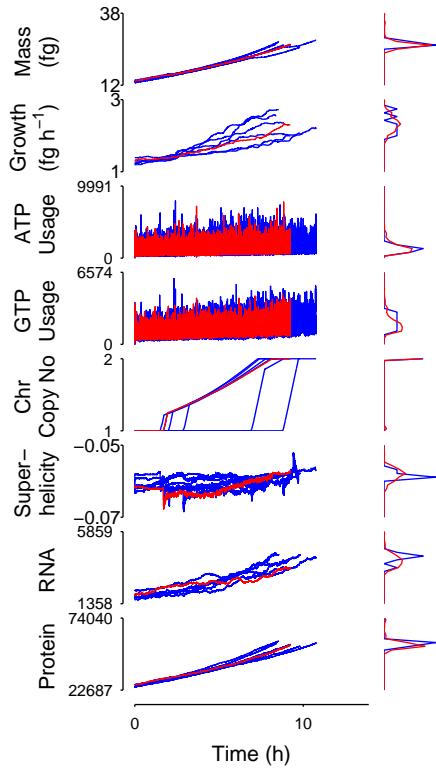 38
Mass
(fg)
12
3
Growth
(fg h⁻¹)
1
9991
ATP
Usage
0
6574
GTP
Usage
0
2
Chr
Copy No
1
−0.05
Super−
helicity
−0.07
5859
RNA
1358
74040
Protein
22687
0 10
Time (h)